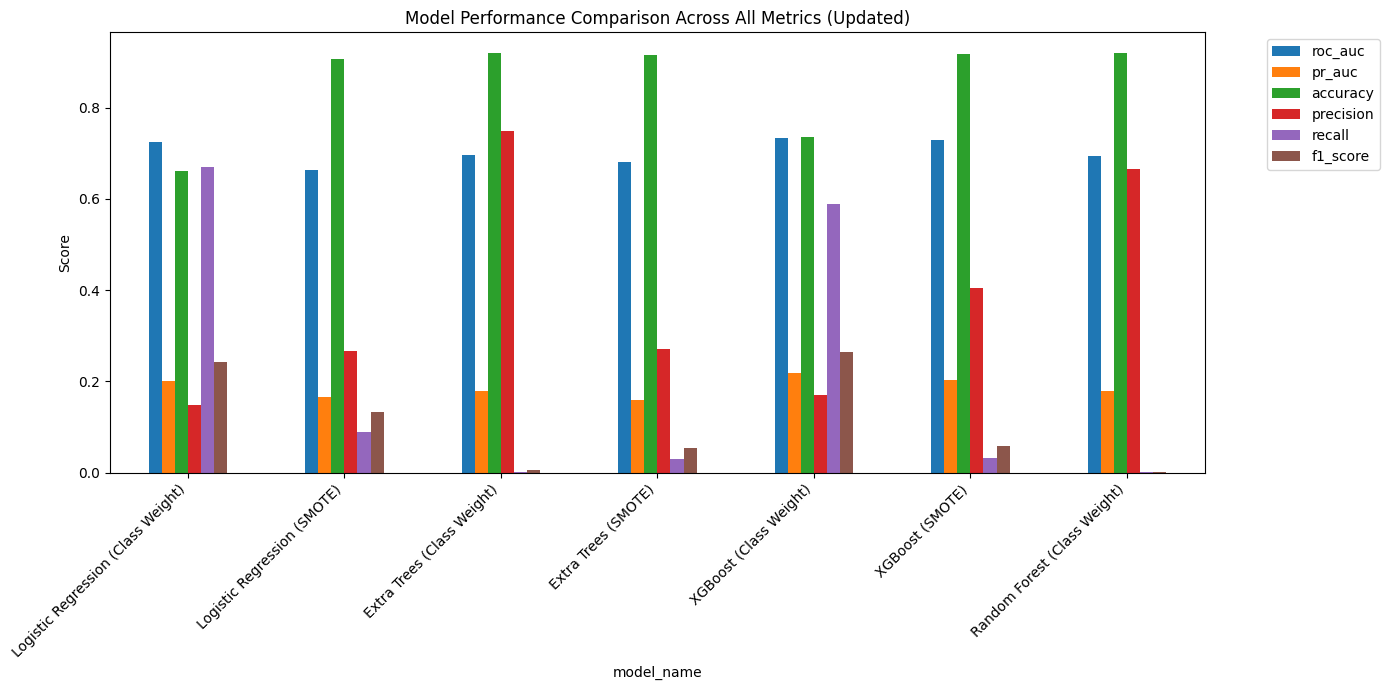 Model Performance Comparison Across All Metrics (Updated)
roc_auc
pr_auc
accuracy
precision
recall
f1_score
Score
0.8
0.6
0.4
0.2
0.0
Logistic Regression (Class Weight)
Logistic Regression (SMOTE)
Extra Trees (Class Weight)
Extra Trees (SMOTE)
XGBoost (Class Weight)
XGBoost (SMOTE)
Random Forest (Class Weight)
model_name